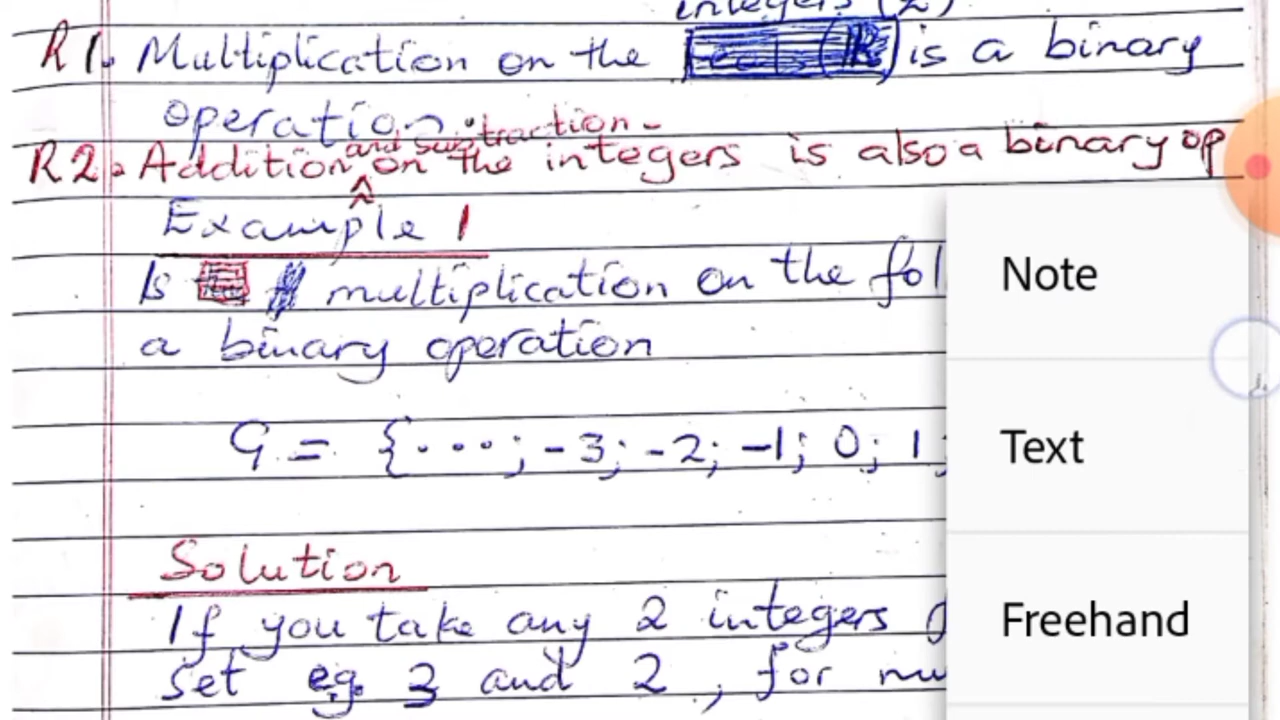 integers (Z)
R1. Multiplication on the is a binary
operation.
and subtraction-
R2. Addition on the integers is also a binary op
Example 1
Is multiplication on the fol
a binary operation
G = {...; -3; -2; -1; 0; 1;
Solution
If you take any 2 integers
set eg. 3 and 2, for mu
Note
Text
Freehand